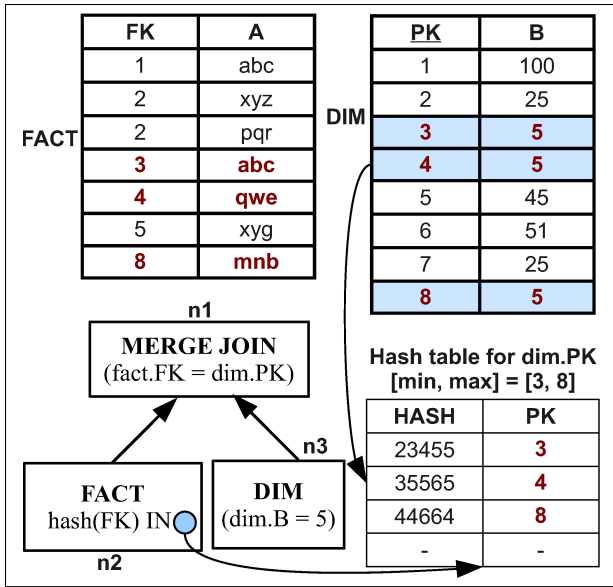 FK A
1 abc
2 xyz
2 pqr
3 abc
4 qwe
5 xyg
8 mnb
FACT
PK B
1 100
2 25
3 5
4 5
5 45
6 51
7 25
8 5
DIM
n1
MERGE JOIN
(fact.FK = dim.PK)
n3
FACT
hash(FK) IN
n2
DIM
(dim.B = 5)
Hash table for dim.PK
[min, max] = [3, 8]
HASH PK
23455 3
35565 4
44664 8
- -